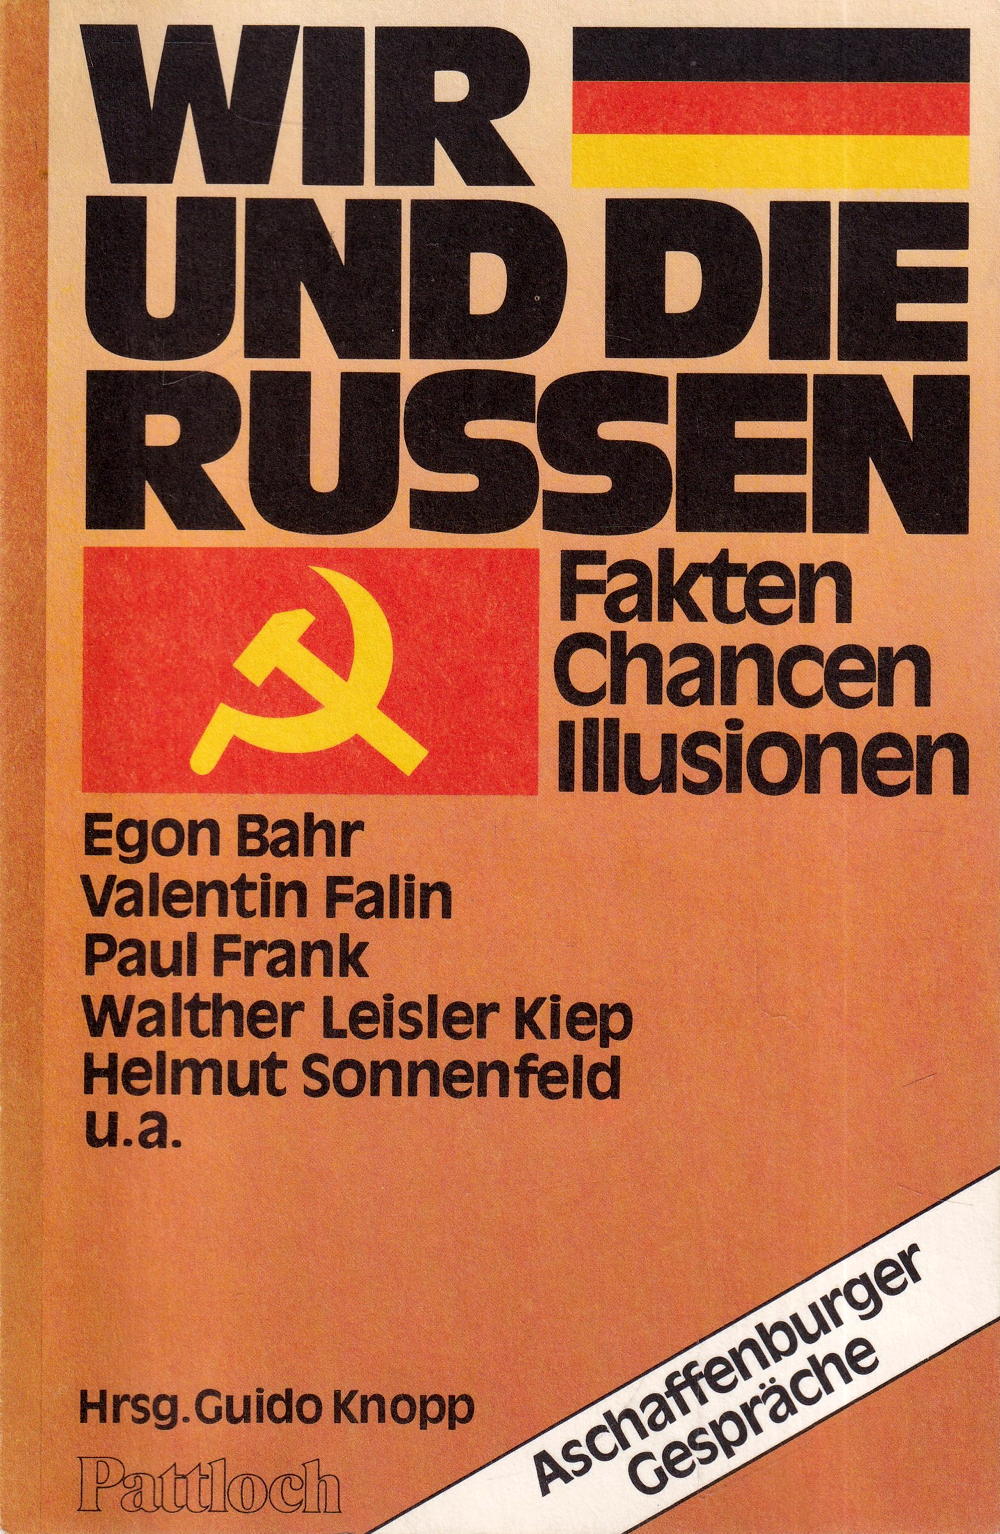 WIR
UND DIE
RUSSEN
Fakten
Chancen
Illusionen
Egon Bahr
Valentin Falin
Paul Frank
Walther Leisler Kiep
Helmut Sonnenfeld
u.a.
Aschaffenburger
Gespräche
Hrsg. Guido Knopp
Pattloch